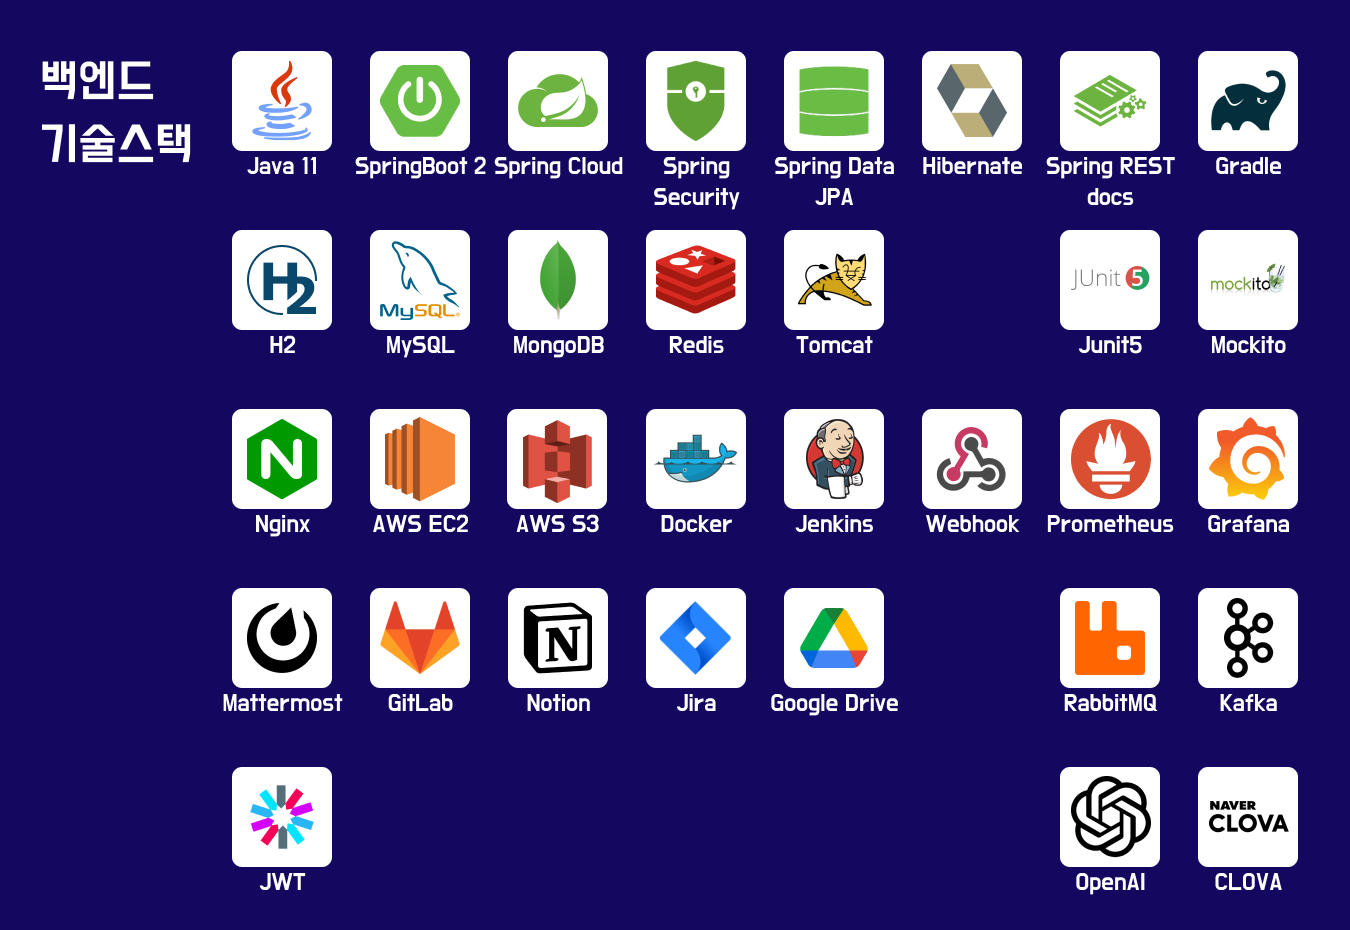 백엔드
기술스택
Java 11
SpringBoot 2
Spring Cloud
Spring
Security
Spring Data
JPA
Hibernate
Spring REST
docs
Gradle
H2
MySQL
JUnit 5
mockito
H2
MySQL
MongoDB
Redis
Tomcat
Junit5
Mockito
N
Nginx
AWS EC2
AWS S3
Docker
Jenkins
Webhook
Prometheus
Grafana
N
Mattermost
GitLab
Notion
Jira
Google Drive
RabbitMQ
Kafka
NAVER
CLOVA
JWT
OpenAI
CLOVA